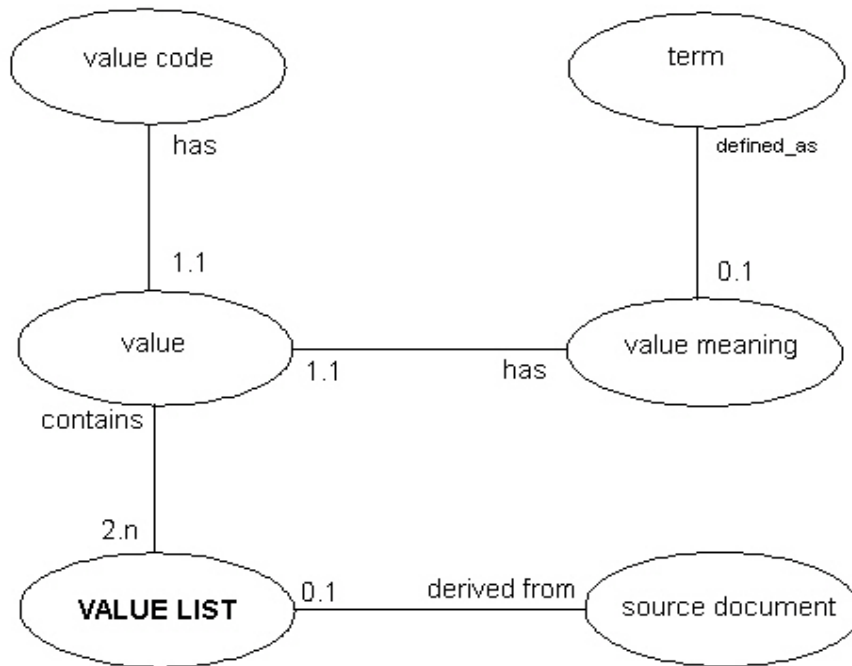 value code
term
has
defined_as
1.1
0.1
value
value meaning
1.1
has
contains
2.n
VALUE LIST
0.1
derived from
source document